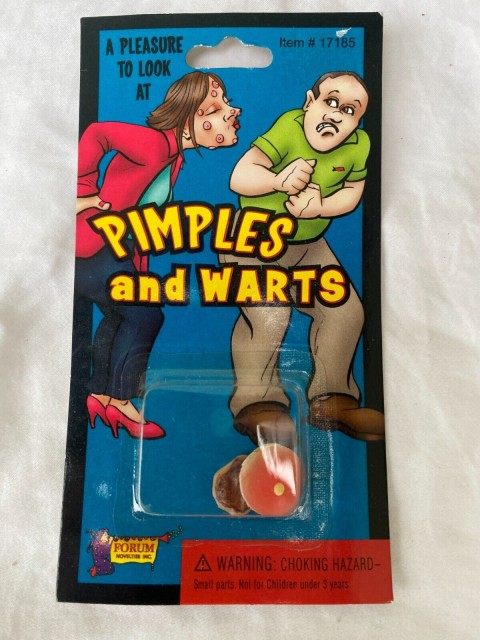 A PLEASURE
TO LOOK
AT
Item # 17185
PIMPLES
and WARTS
FORUM
NOVELTIES INC.
WARNING: CHOKING HAZARD–
Small parts. Not for Children under 3 years.